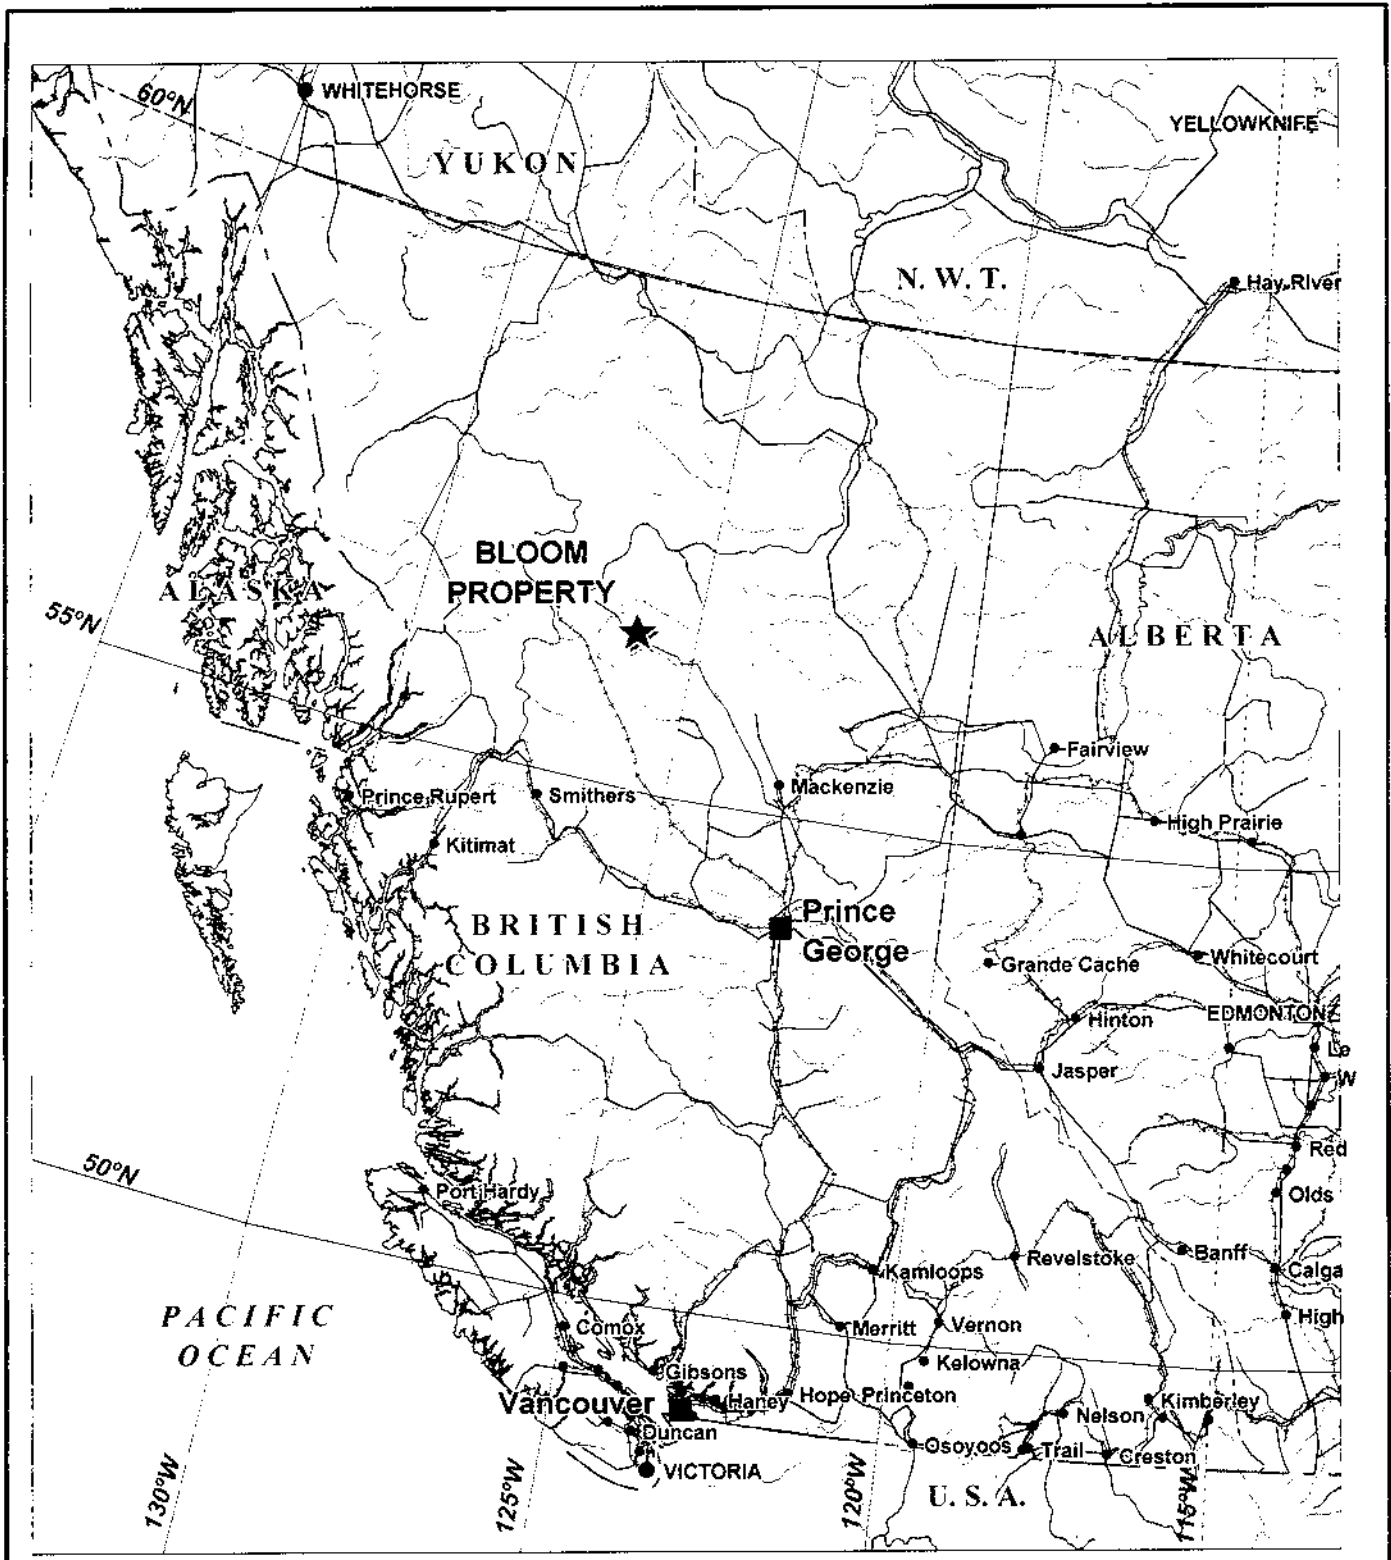 60°N
WHITEHORSE
YELLOWKNIFE
YUKON
N. W. T.
Hay River
BLOOM
PROPERTY
ALASKA
55°N
ALBERTA
Fairview
Mackenzie
Prince Rupert
Smithers
High Prairie
Kitimat
Prince
George
BRITISH
COLUMBIA
Grande Cache
Whitecourt
Hinton
EDMONTON
Le
Jasper
W
Red
50°N
Port Hardy
Olds
Revelstoke
Banff
Kamloops
Calga
PACIFIC
OCEAN
High
Comox
Merritt
Vernon
Kelowna
Gibsons
Vancouver
Haney
Hope
Princeton
Kimberley
Nelson
Duncan
Osoyoos
Trail
Creston
VICTORIA
U. S. A.
130°W
125°W
120°W
115°W